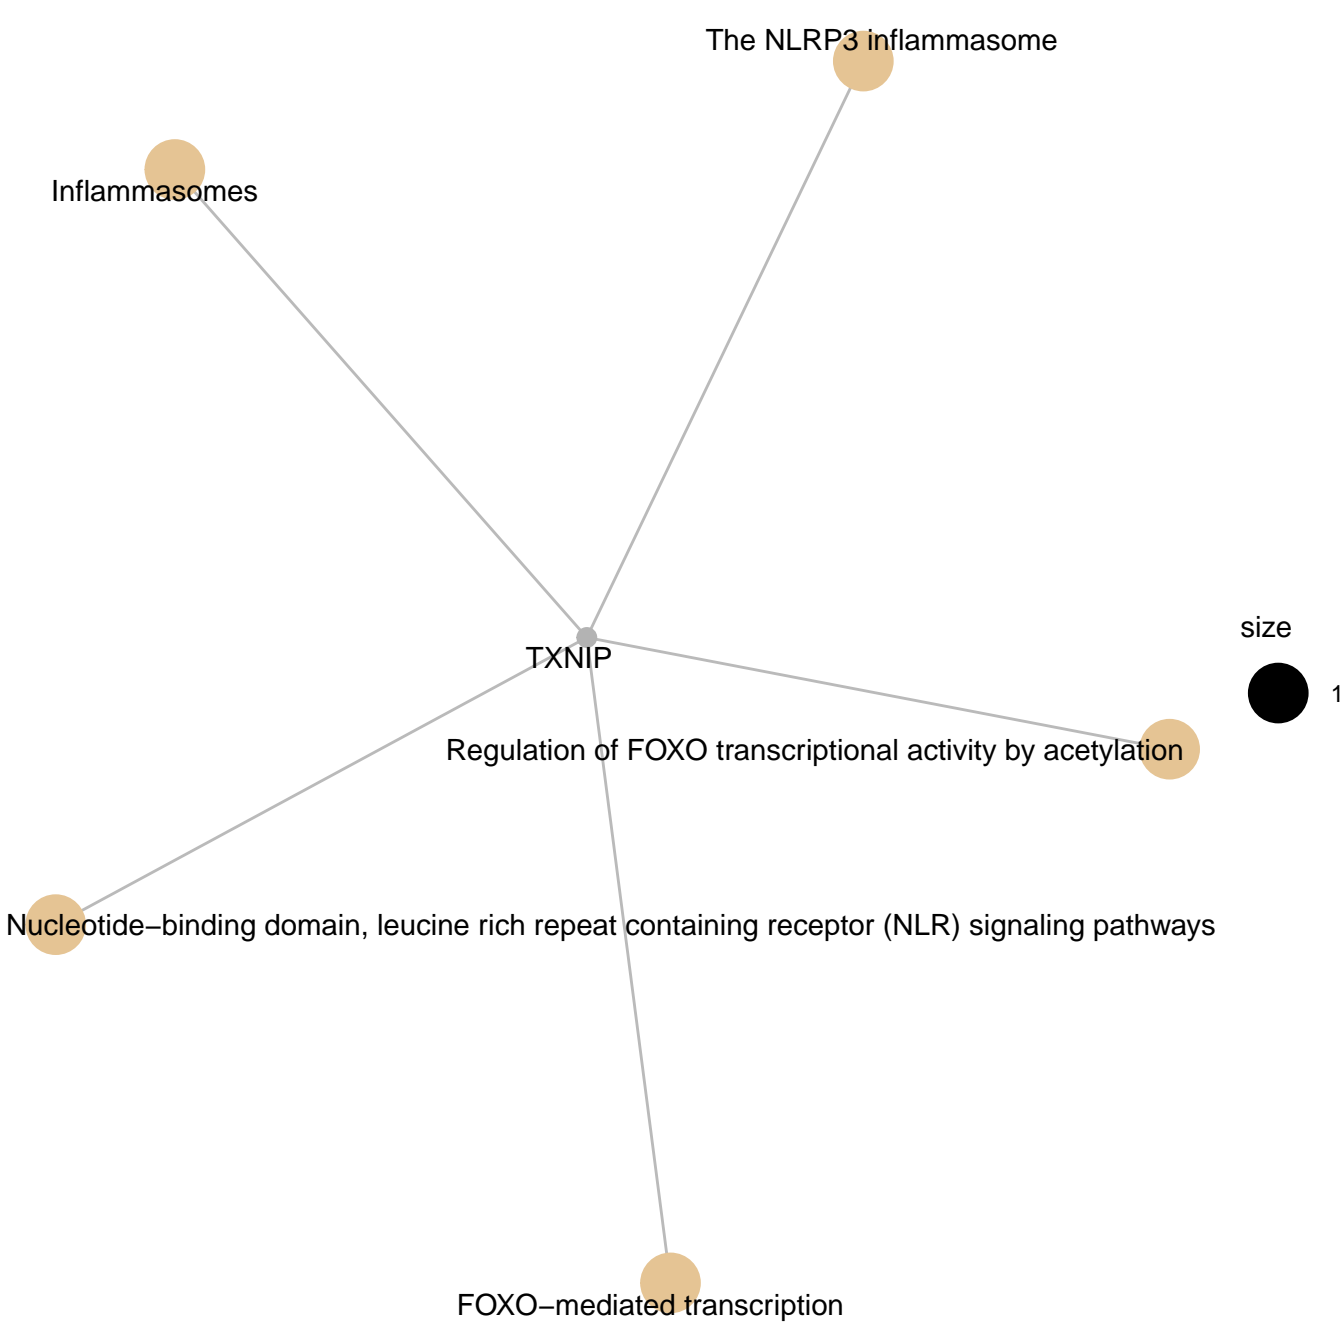 The NLRP3 inflammasome
Inflammasomes
size
TXNIP
1
Regulation of FOXO transcriptional activity by acetylation
Nucleotide−binding domain, leucine rich repeat containing receptor (NLR) signaling pathways
FOXO−mediated transcription